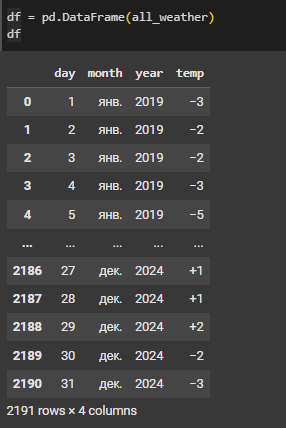 df = pd.DataFrame(all_weather)
df
day month year temp
0 1 янв. 2019 −3
1 2 янв. 2019 −2
2 3 янв. 2019 −2
3 4 янв. 2019 −3
4 5 янв. 2019 −5
... ... ... ... ...
2186 27 дек. 2024 +1
2187 28 дек. 2024 +1
2188 29 дек. 2024 +2
2189 30 дек. 2024 −2
2190 31 дек. 2024 −3
2191 rows × 4 columns